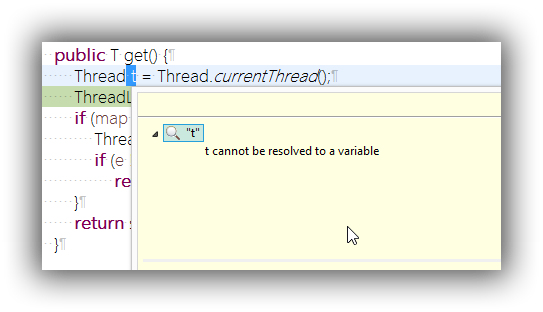 public T get() {¶
Thread t = Thread.currentThread();¶
ThreadL
if (map
Threa
if (e
re
}¶
return s
}¶
"t"
t cannot be resolved to a variable